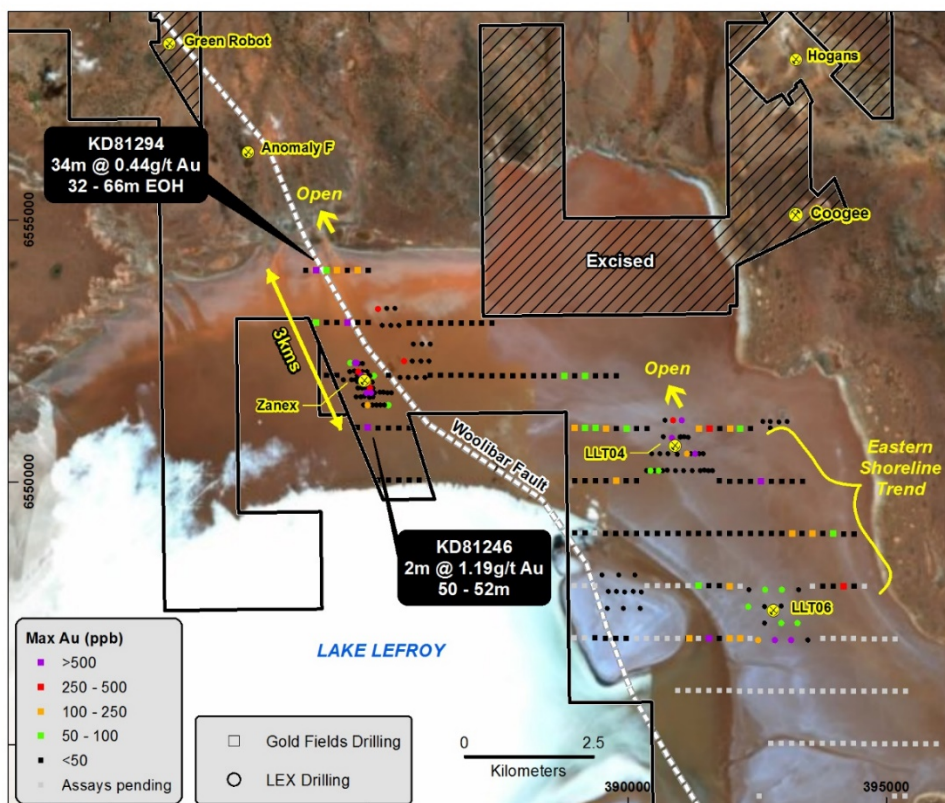 Green Robot
Hogans
KD81294
34m @ 0.44g/t Au
32 - 66m EOH
Anomaly F
Open
Coogee
6555000
Excised
3kms
Zanex
Open
Woolibar Fault
LLT04
Eastern
Shoreline
Trend
6550000
KD81246
2m @ 1.19g/t Au
50 - 52m
LLT06
LAKE LEFROY
Max Au (ppb)
>500
250 - 500
100 - 250
50 - 100
<50
Assays pending
Gold Fields Drilling
LEX Drilling
0
2.5
Kilometers
390000
395000